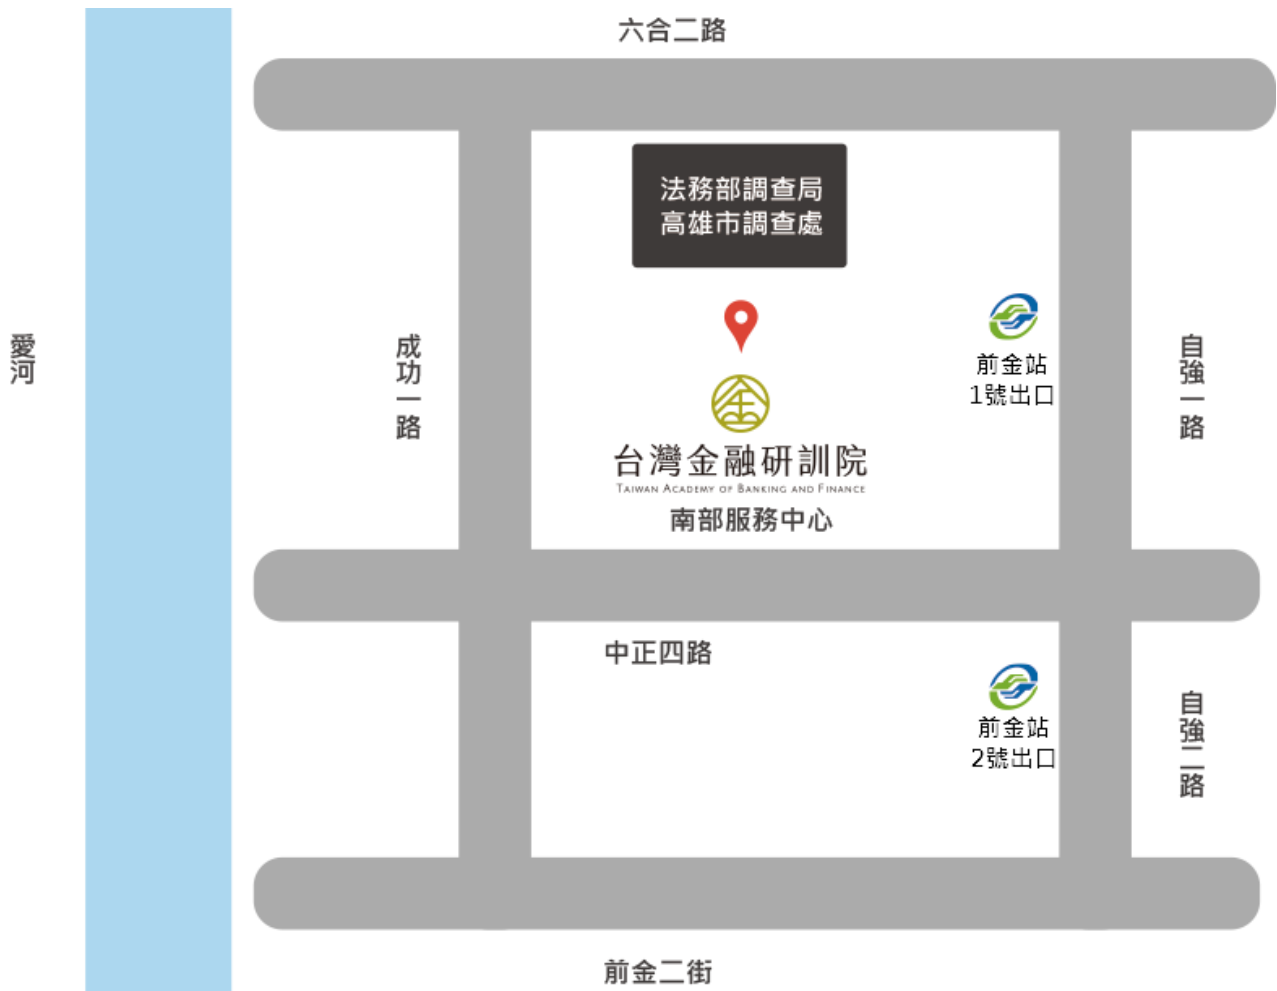 六合二路
法務部調查局
高雄市調查處
愛河
成功一路
前金站
1號出口
自強一路
台灣金融研訓院
TAIWAN ACADEMY OF BANKING AND FINANCE
南部服務中心
中正四路
前金站
2號出口
自強二路
前金二街